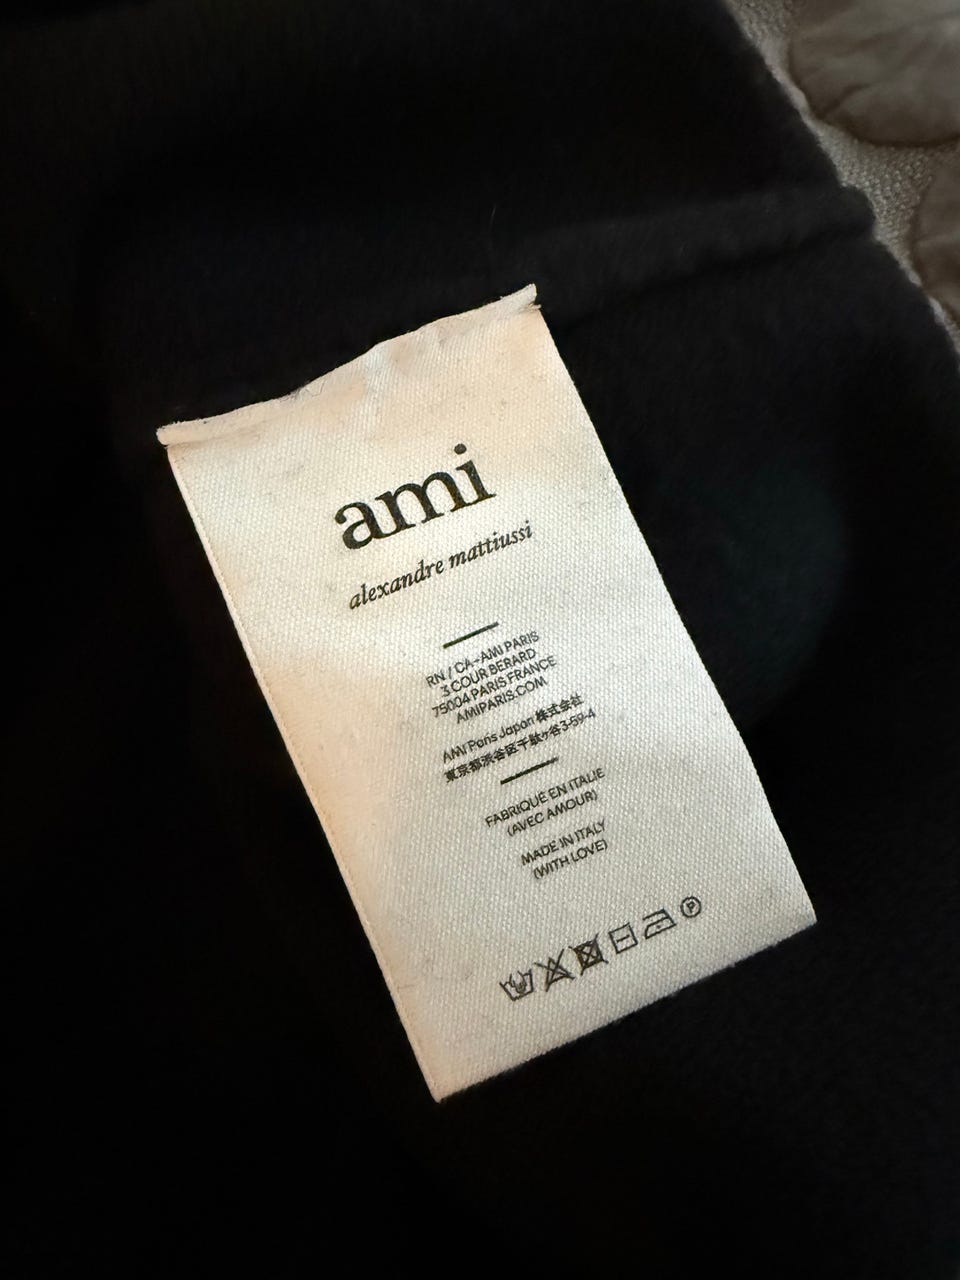 ami
alexandre mattiussi
RN / CA-AMI PARIS
3 COUR BERARD
75004 PARIS FRANCE
AMIPARIS.COM
AMI Paris Japan 株式会社
東京都渋谷区千駄ヶ谷3-59-4
FABRIQUÉ EN ITALIE
(AVEC AMOUR)
MADE IN ITALY
(WITH LOVE)
P